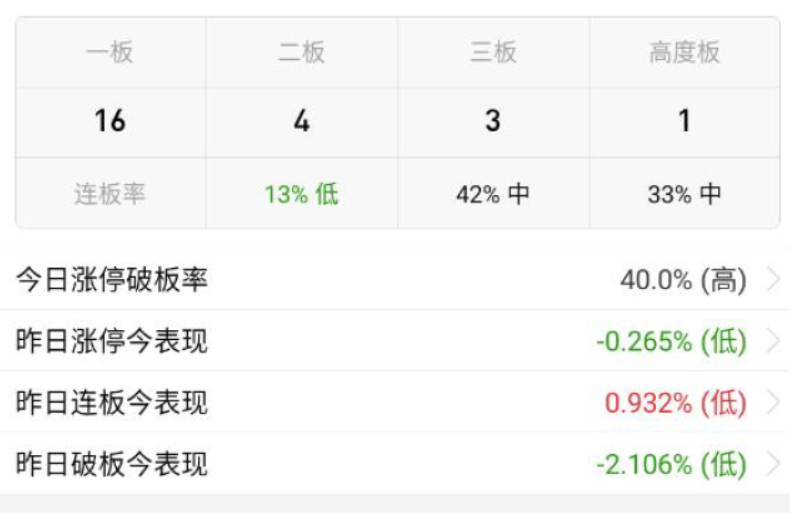 一板 二板 三板 高度板
16 4 3 1
连板率 13% 低 42% 中 33% 中
今日涨停破板率 40.0% (高)
昨日涨停今表现 -0.265% (低)
昨日连板今表现 0.932% (低)
昨日破板今表现 -2.106% (低)